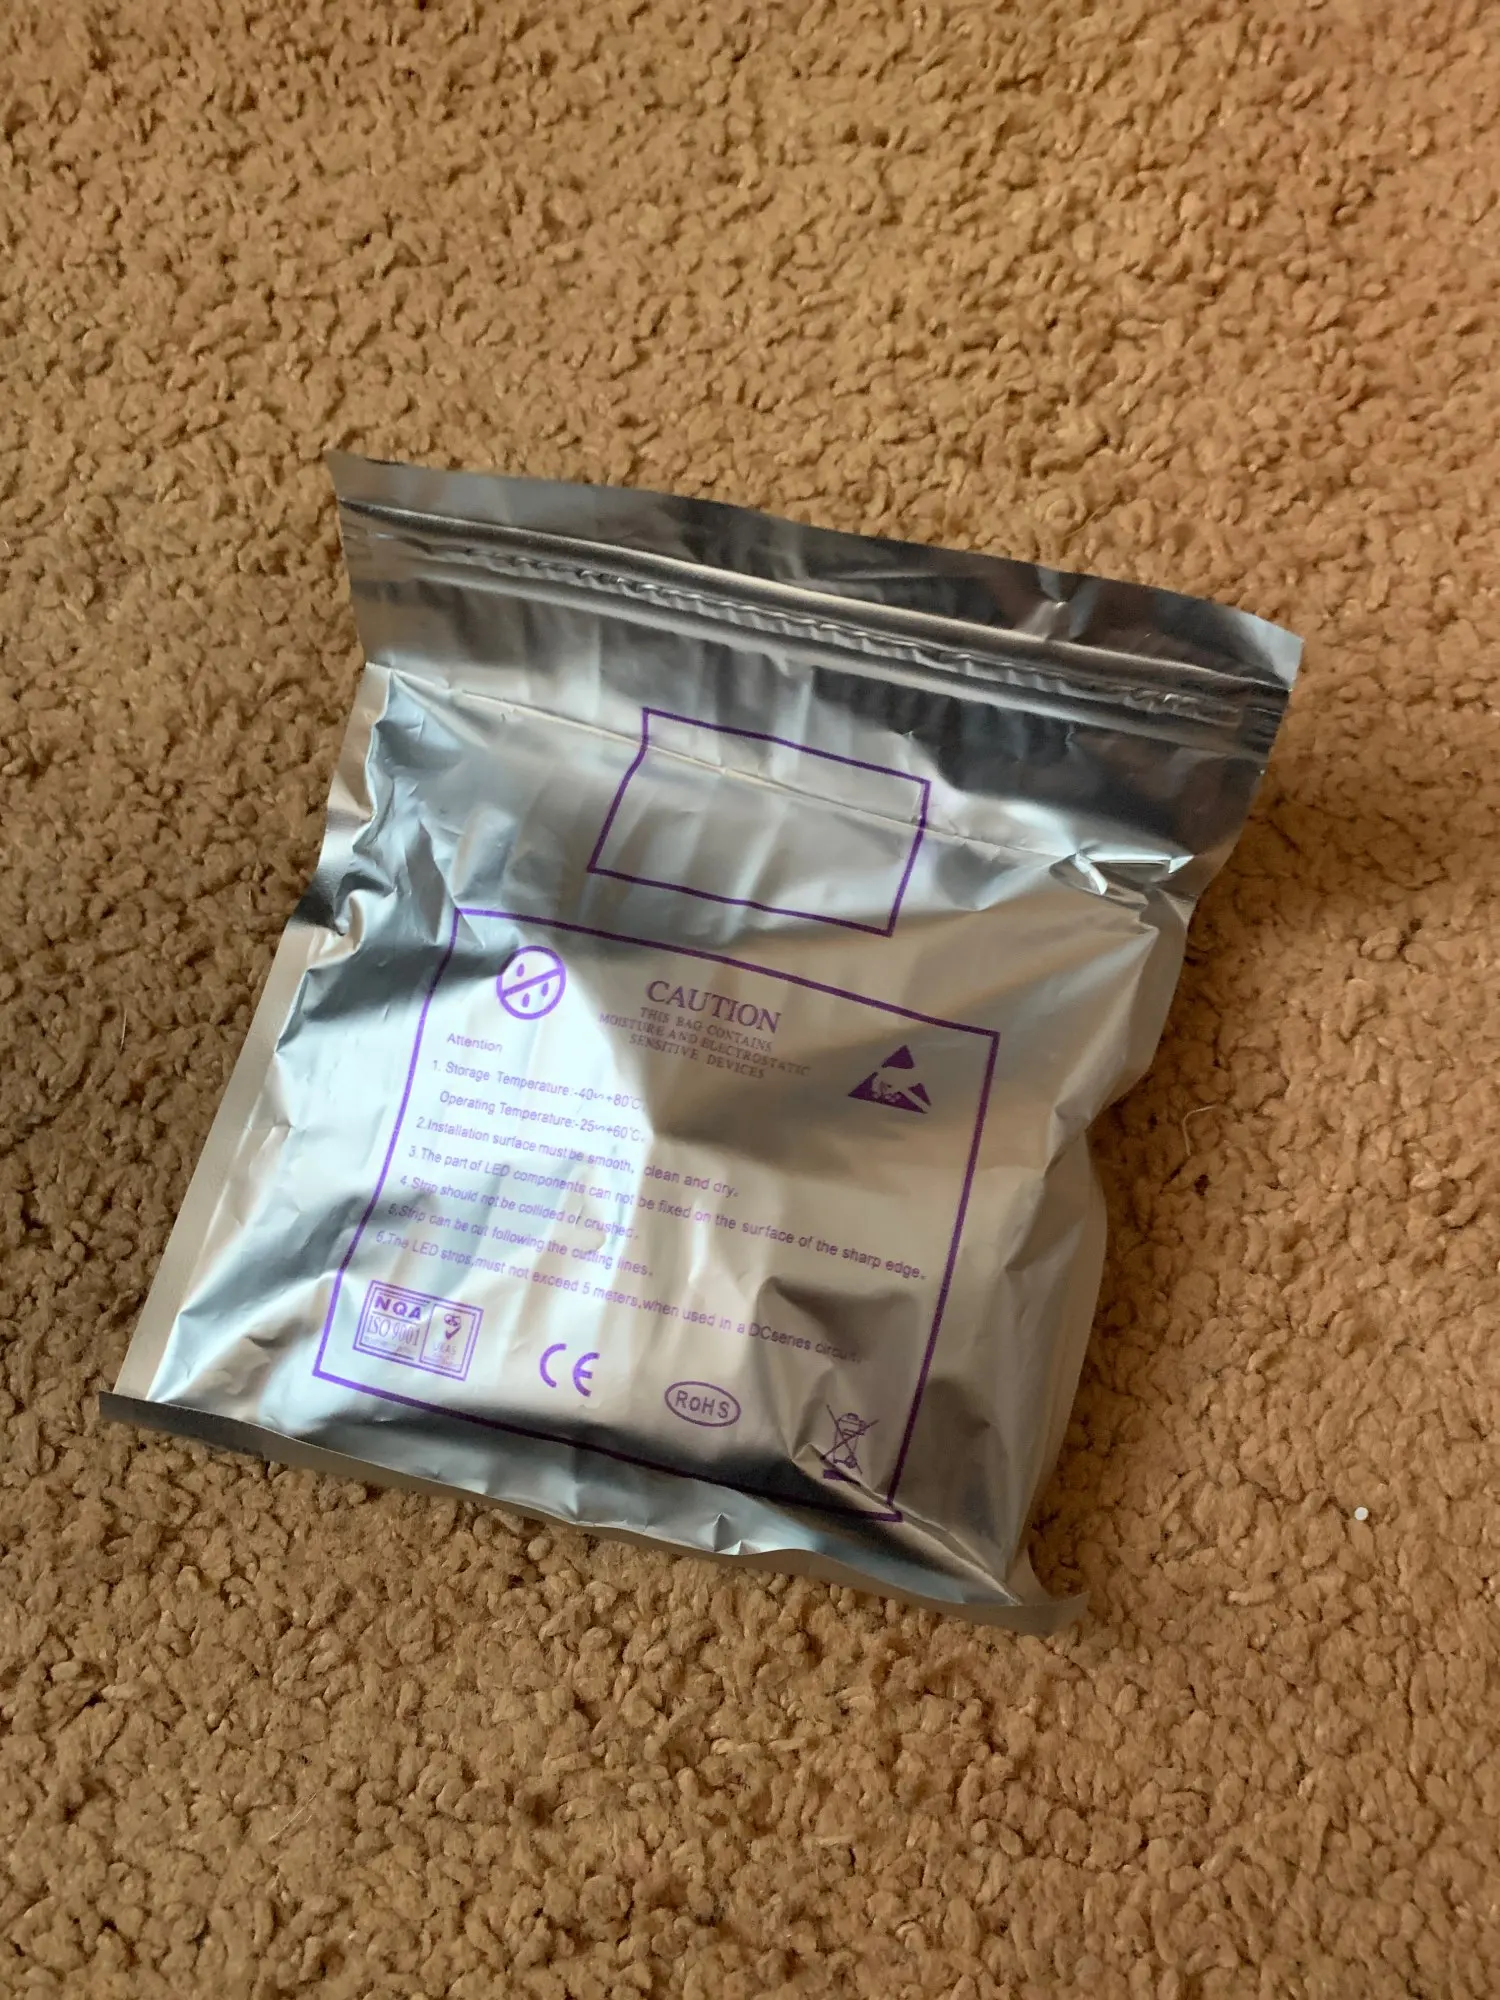 CAUTION
THIS BAG CONTAINS
MOISTURE AND ELECTROSTATIC
SENSITIVE DEVICES
Attention
1. Storage Temperature:-40~+80℃.
Operating Temperature:-25~+60℃.
2.Installation surface must be smooth, clean and dry.
3.The part of LED components can not be fixed on the surface of the sharp edge.
4.Strip should not be collided or crushed.
5.Strip can be cut following the cutting lines.
6.The LED strips,must not exceed 5 meters,when used in a DCseries circuit.
NQA
ISO 9001
UKAS
CE
RoHS